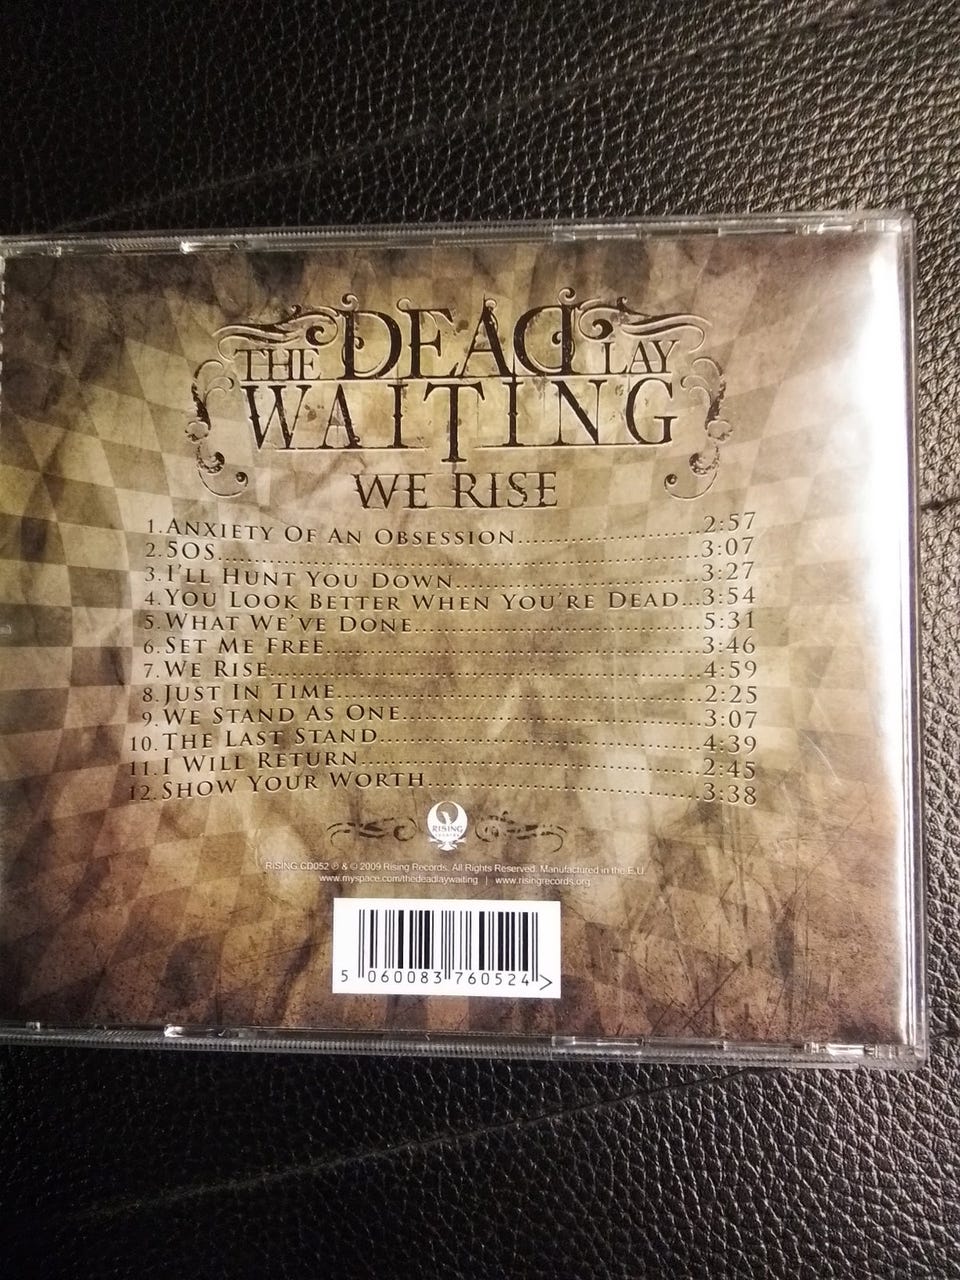 THE DEAD LAY
WAITING
WE RISE
1. ANXIETY OF AN OBSESSION 2:57
2. SOS 3:07
3. I'LL HUNT YOU DOWN 3:27
4. YOU LOOK BETTER WHEN YOU'RE DEAD 3:54
5. WHAT WE'VE DONE 5:31
6. SET ME FREE 3:46
7. WE RISE 4:59
8. JUST IN TIME 2:25
9. WE STAND AS ONE 3:07
10. THE LAST STAND 4:39
11. I WILL RETURN 2:45
12. SHOW YOUR WORTH 3:38
RISING
RECORDS
RISING CD052 ℗ & © 2009 Rising Records. All Rights Reserved. Manufactured in the E.U.
www.myspace.com/thedeadlaywaiting | www.risingrecords.org
5 060083 760524 >